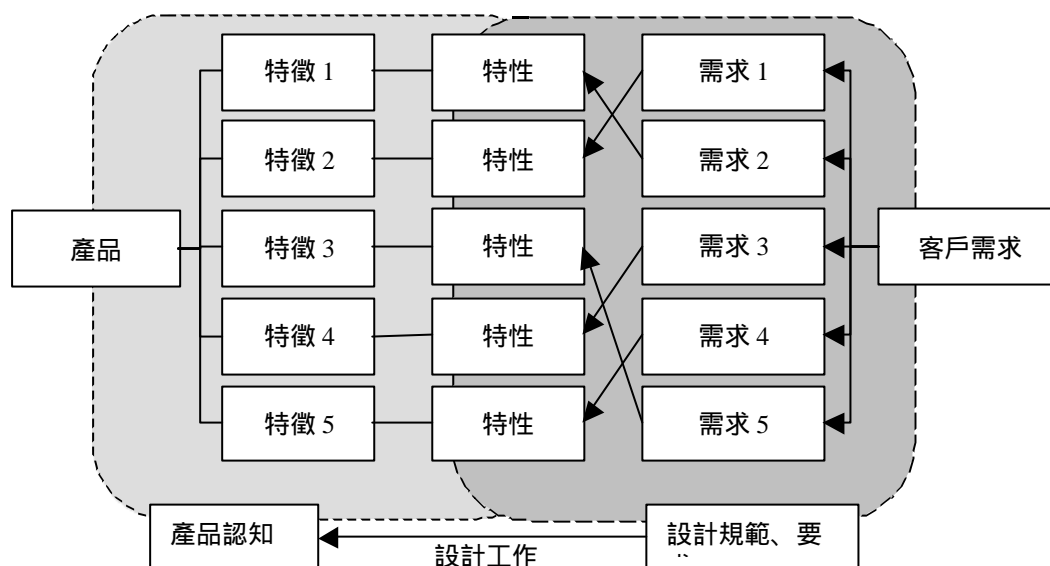 特徵 1
特性
需求 1
特徵 2
特性
需求 2
產品
特徵 3
特性
需求 3
客戶需求
特徵 4
特性
需求 4
特徵 5
特性
需求 5
產品認知
設計工作
設計規範、要